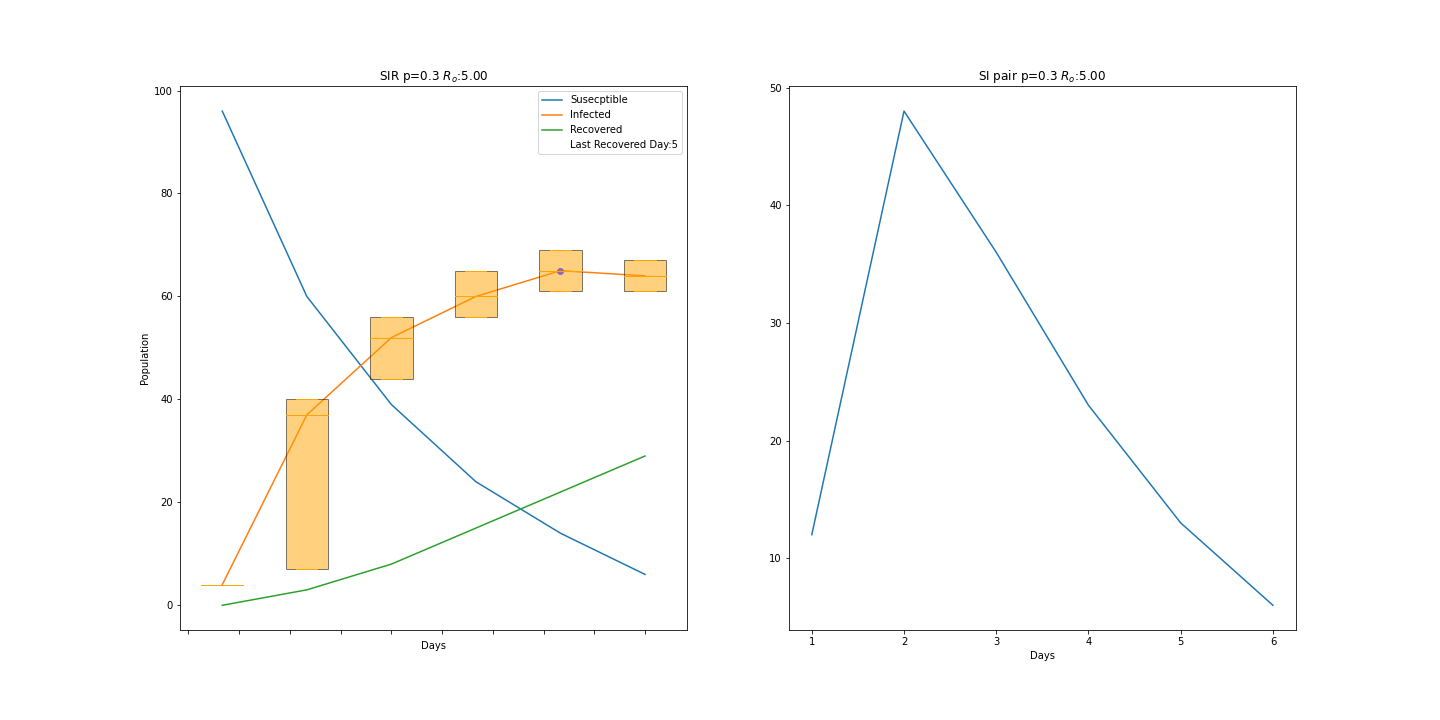 SIR p=0.3 Rₒ:5.00
100
80
60
40
20
0
Population
Days
Susecptible
Infected
Recovered
Last Recovered Day:5
SI pair p=0.3 Rₒ:5.00
50
40
30
20
10
1 2 3 4 5 6
Days